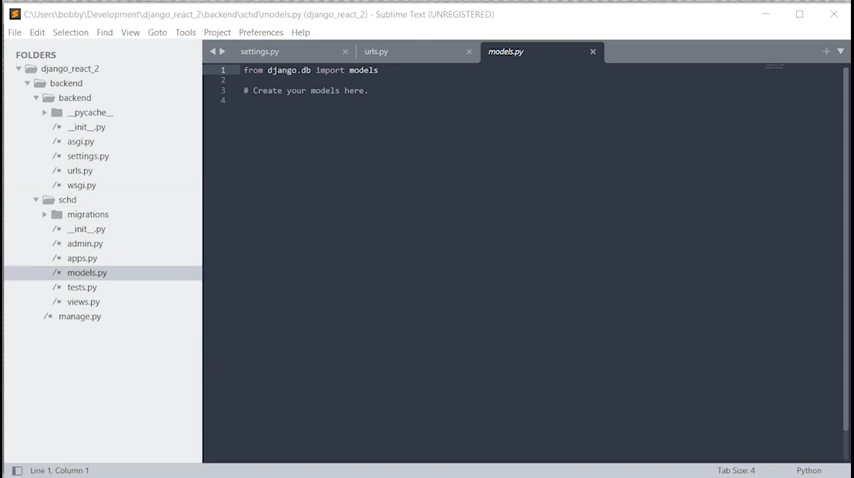 C:\Users\bobby\Development\django_react_2\backend\schd\models.py (django_react_2) - Sublime Text (UNREGISTERED)
File Edit Selection Find View Goto Tools Project Preferences Help
FOLDERS
django_react_2
backend
backend
__pycache__
/* __init__.py
/* asgi.py
/* settings.py
/* urls.py
/* wsgi.py
schd
migrations
/* __init__.py
/* admin.py
/* apps.py
/* models.py
/* tests.py
/* views.py
/* manage.py
settings.py urls.py models.py
1 from django.db import models
2
3 # Create your models here.
4
Line 1, Column 1 Tab Size: 4 Python